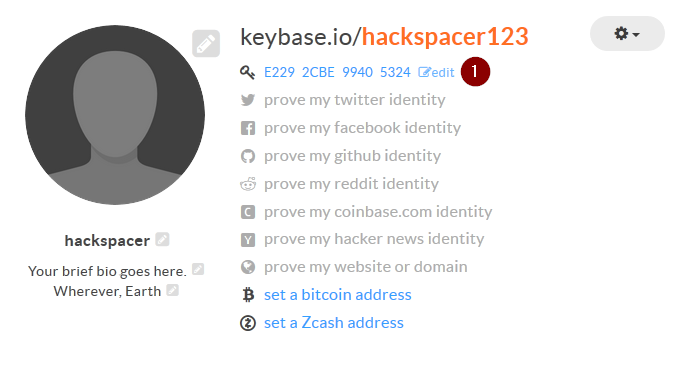 keybase.io/hackspacer123
E229 2CBE 9940 5324 edit 1
prove my twitter identity
prove my facebook identity
prove my github identity
prove my reddit identity
prove my coinbase.com identity
prove my hacker news identity
prove my website or domain
set a bitcoin address
set a Zcash address
hackspacer
Your brief bio goes here.
Wherever, Earth